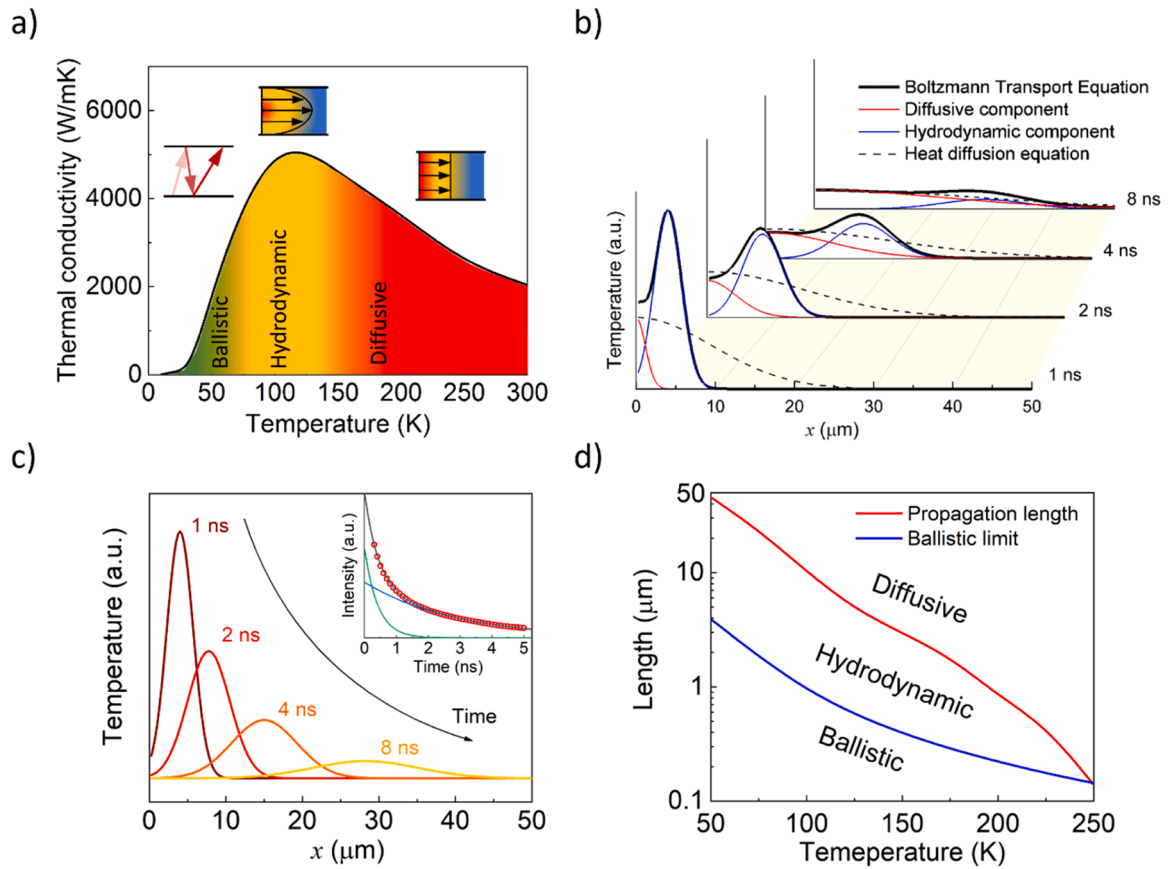 a)
Thermal conductivity (W/mK)
6000
4000
2000
0
Ballistic
Hydrodynamic
Diffusive
0 50 100 150 200 250 300
Temperature (K)
b)
Boltzmann Transport Equation
Diffusive component
Hydrodynamic component
Heat diffusion equation
8 ns
4 ns
2 ns
1 ns
Temperature (a.u.)
0 10 20 30 40 50
x (μm)
c)
Temperature (a.u.)
1 ns
2 ns
4 ns
8 ns
Time
Intensity (a.u.)
0 1 2 3 4 5
Time (ns)
0 10 20 30 40 50
x (μm)
d)
Length (μm)
50
10
1
0.1
Propagation length
Ballistic limit
Diffusive
Hydrodynamic
Ballistic
50 100 150 200 250
Temeperature (K)